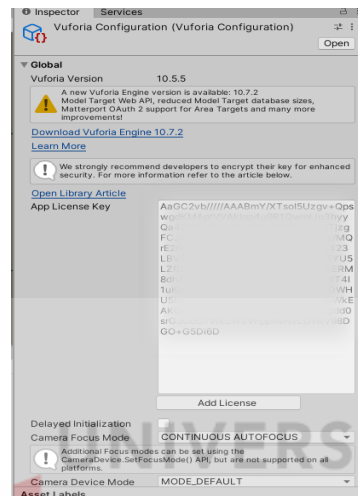 Inspector Services
Vuforia Configuration (Vuforia Configuration)
Open
Global
Vuforia Version 10.5.5
A new Vuforia Engine version is available: 10.7.2
Model Target Web API, reduced Model Target database sizes,
Matterport OAuth 2 support for Area Targets and many more
improvements!
Download Vuforia Engine 10.7.2
Learn More
We strongly recommend developers to encrypt their key for enhanced
security. For more information refer to the article below.
Open Library Article
App License Key
GO+G5Di6D
Add License
Delayed Initialization
Camera Focus Mode CONTINUOUS AUTOFOCUS
Additional Focus modes can be set using the
CameraDevice.SetFocusMode() API, but are not supported on all
platforms.
Camera Device Mode MODE_DEFAULT
Asset Labels
UNIVERS